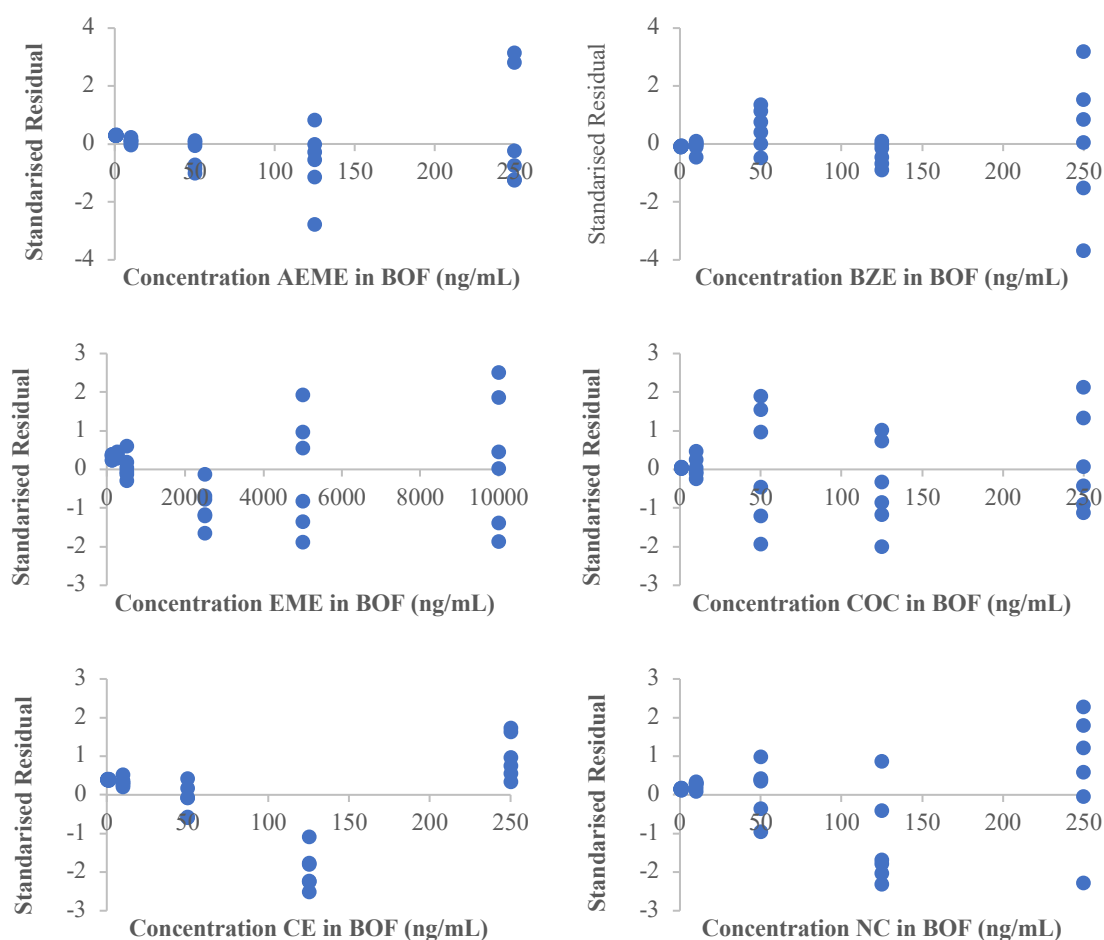 Standarised Residual
4
2
0
-2
-4
0 50 100 150 200 250
Concentration AEME in BOF (ng/mL)
Standarised Residual
4
2
0
-2
-4
0 50 100 150 200 250
Concentration BZE in BOF (ng/mL)
Standarised Residual
3
2
1
0
-1
-2
-3
0 2000 4000 6000 8000 10000
Concentration EME in BOF (ng/mL)
Standarised Residual
3
2
1
0
-1
-2
-3
0 50 100 150 200 250
Concentration COC in BOF (ng/mL)
Standarised Residual
3
2
1
0
-1
-2
-3
0 50 100 150 200 250
Concentration CE in BOF (ng/mL)
Standarised Residual
3
2
1
0
-1
-2
-3
0 50 100 150 200 250
Concentration NC in BOF (ng/mL)